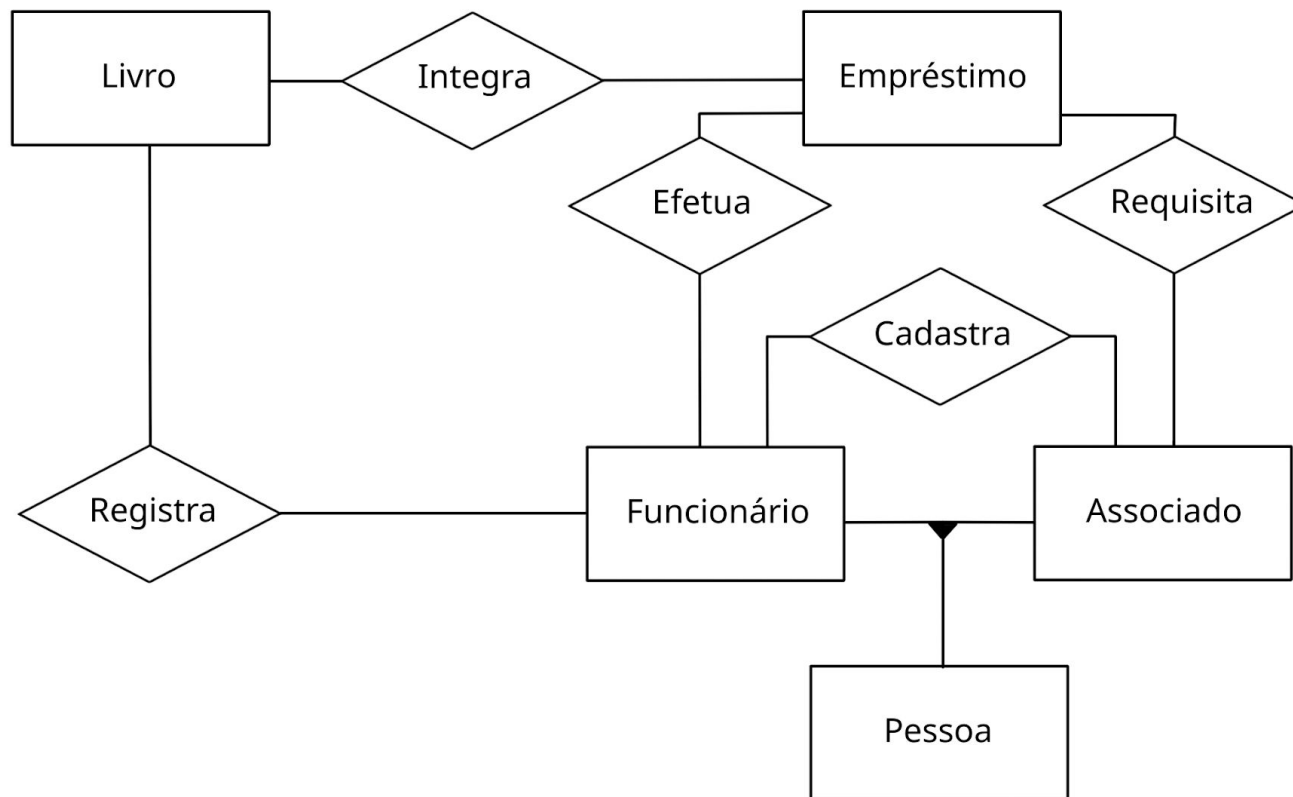 Livro
Integra
Empréstimo
Efetua
Requisita
Cadastra
Registra
Funcionário
Associado
Pessoa